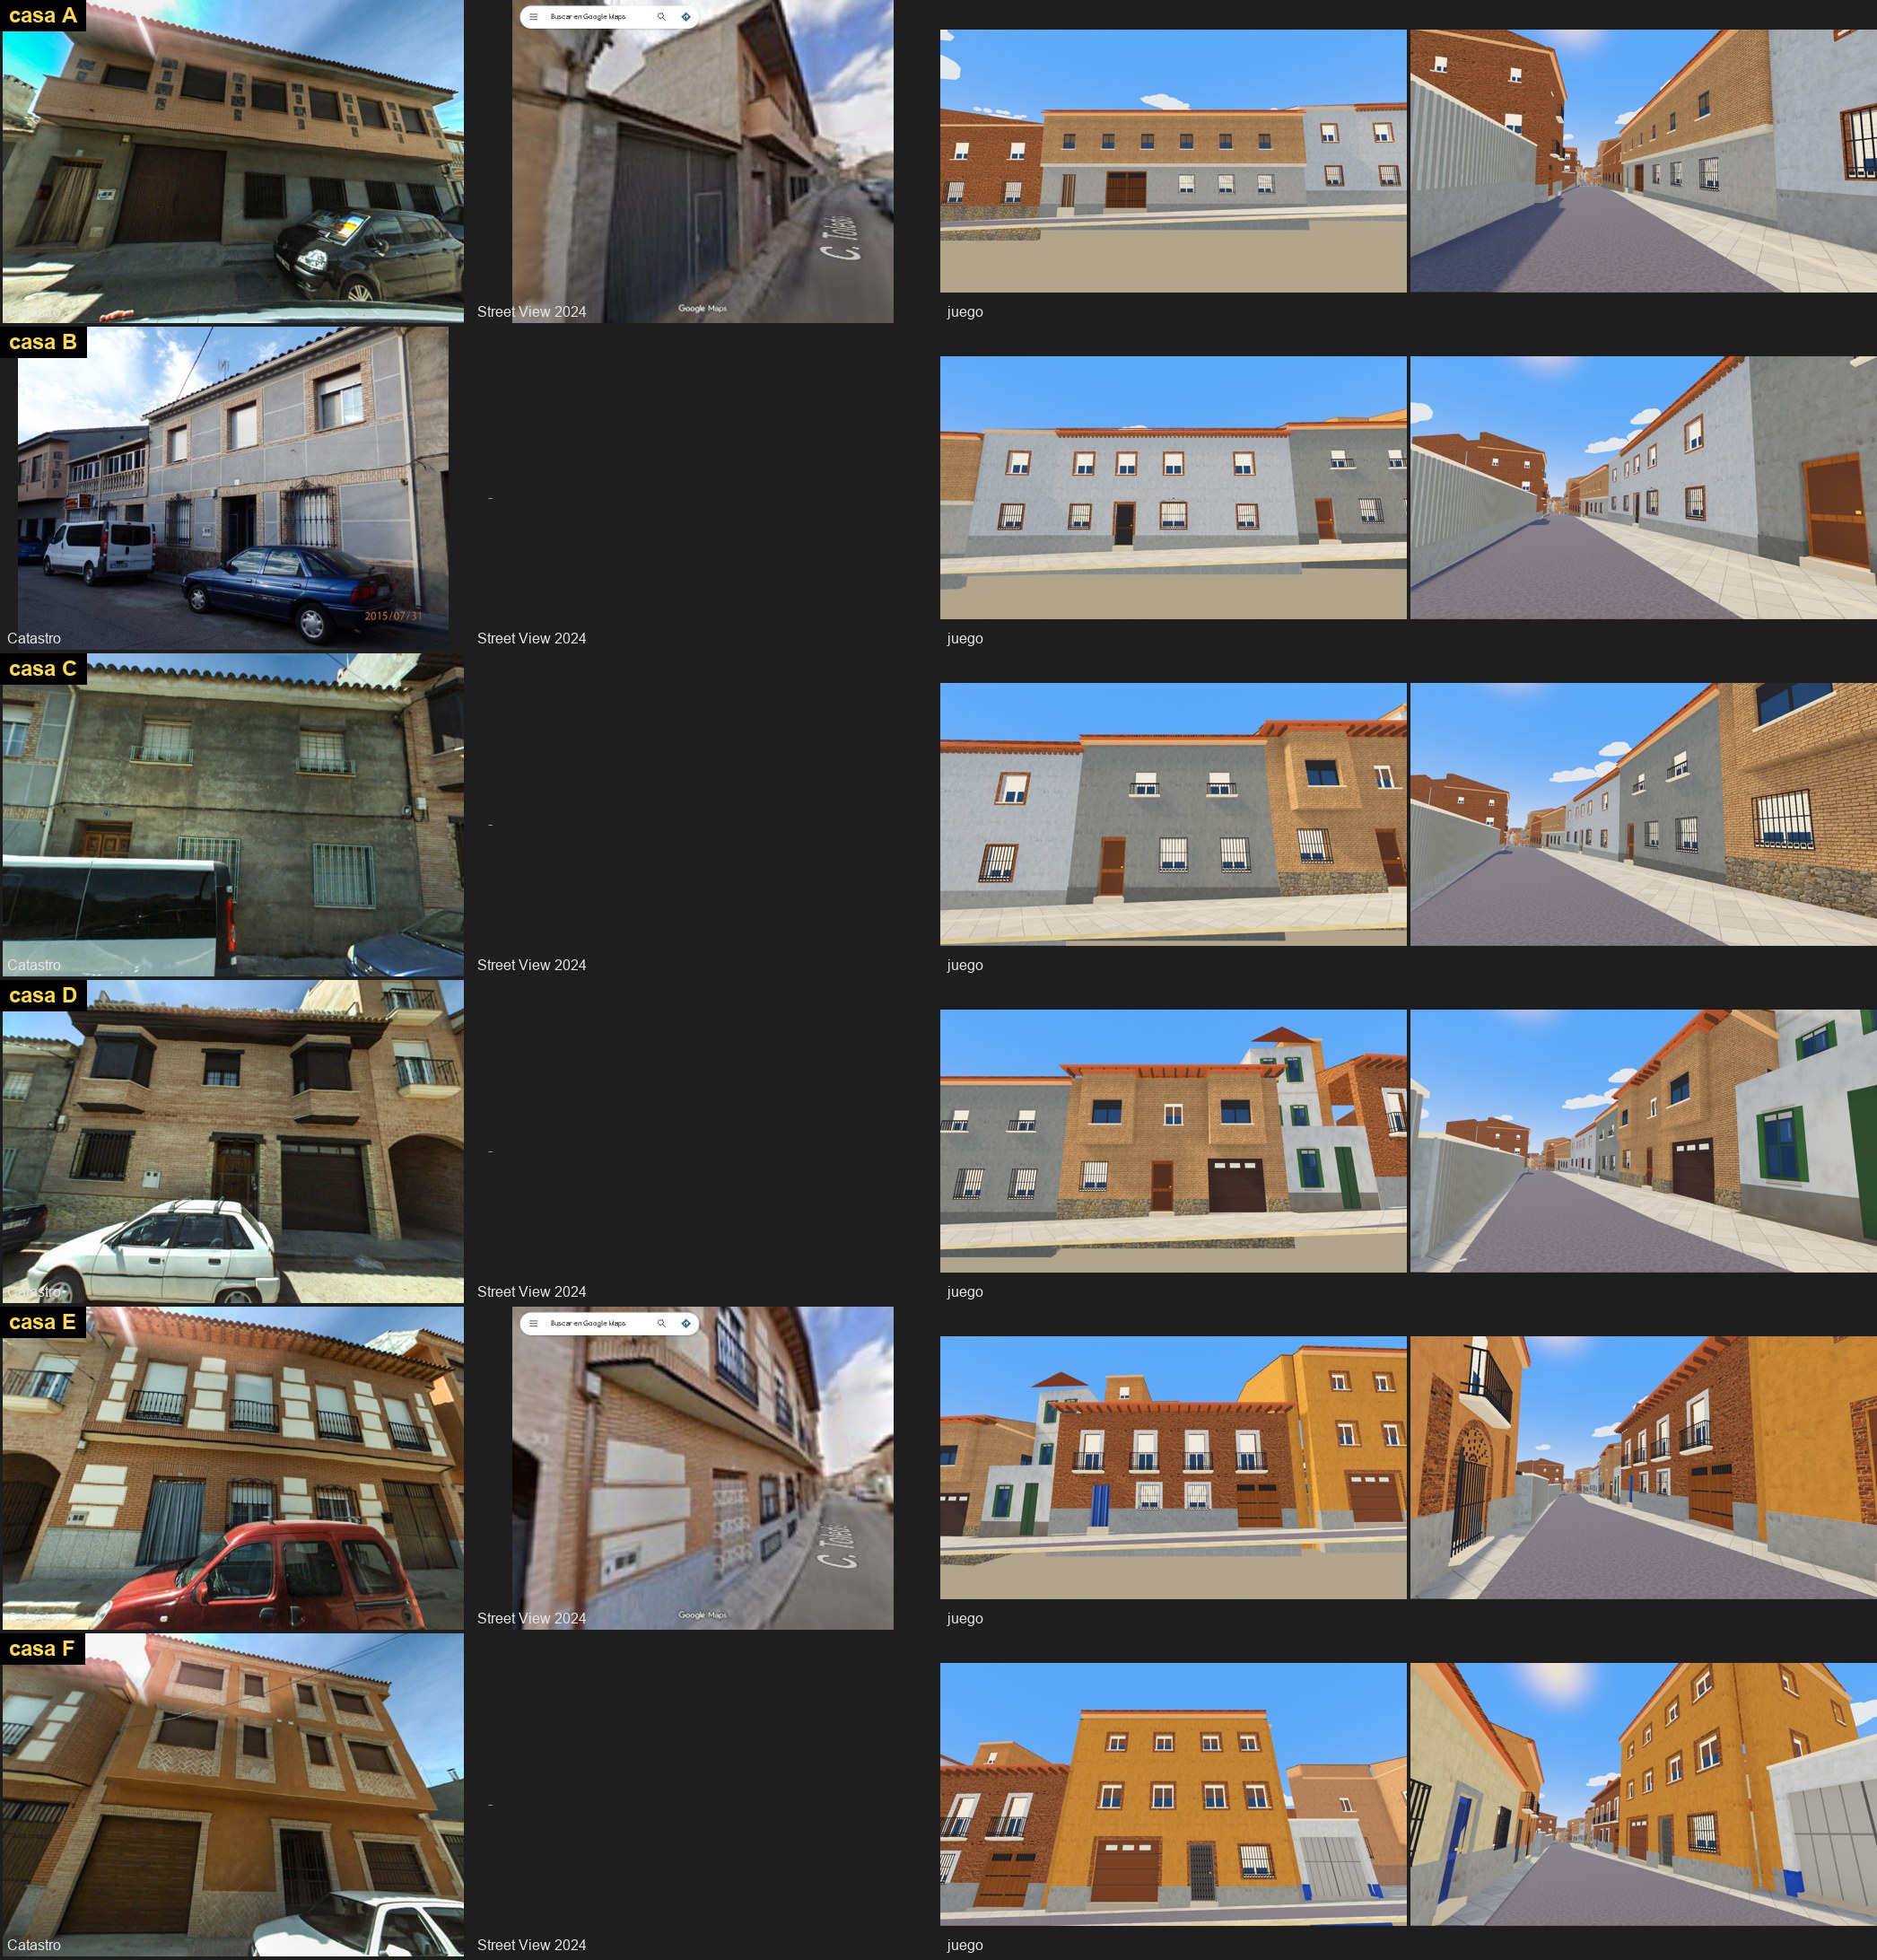 casa A
Buscar en Google Maps
C. Toledo
Google Maps
Street View 2024
juego
casa B
2015/07/31
Catastro
-
Street View 2024
juego
casa C
Catastro
-
Street View 2024
juego
casa D
Catastro
-
Street View 2024
juego
casa E
Buscar en Google Maps
C. Toledo
Google Maps
Street View 2024
juego
casa F
Catastro
-
Street View 2024
juego